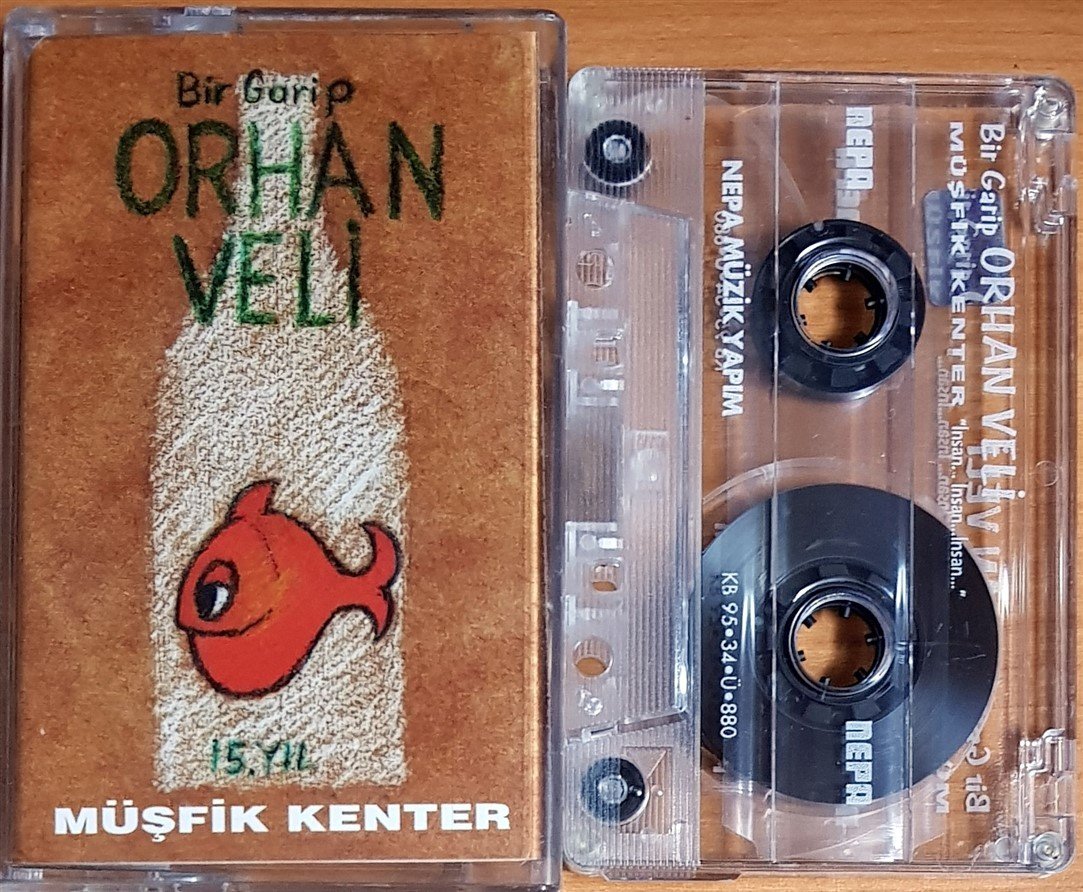 Bir Garip
ORHAN
VELİ
15.YIL
MÜŞFİK KENTER
Bir Garip ORHAN VELİ
MÜŞFİK KENTER "İnsan... İnsan...İnsan..."
NEPA
NEPA
NEPA MÜZİK YAPIM
KB 95•34•Ü•880